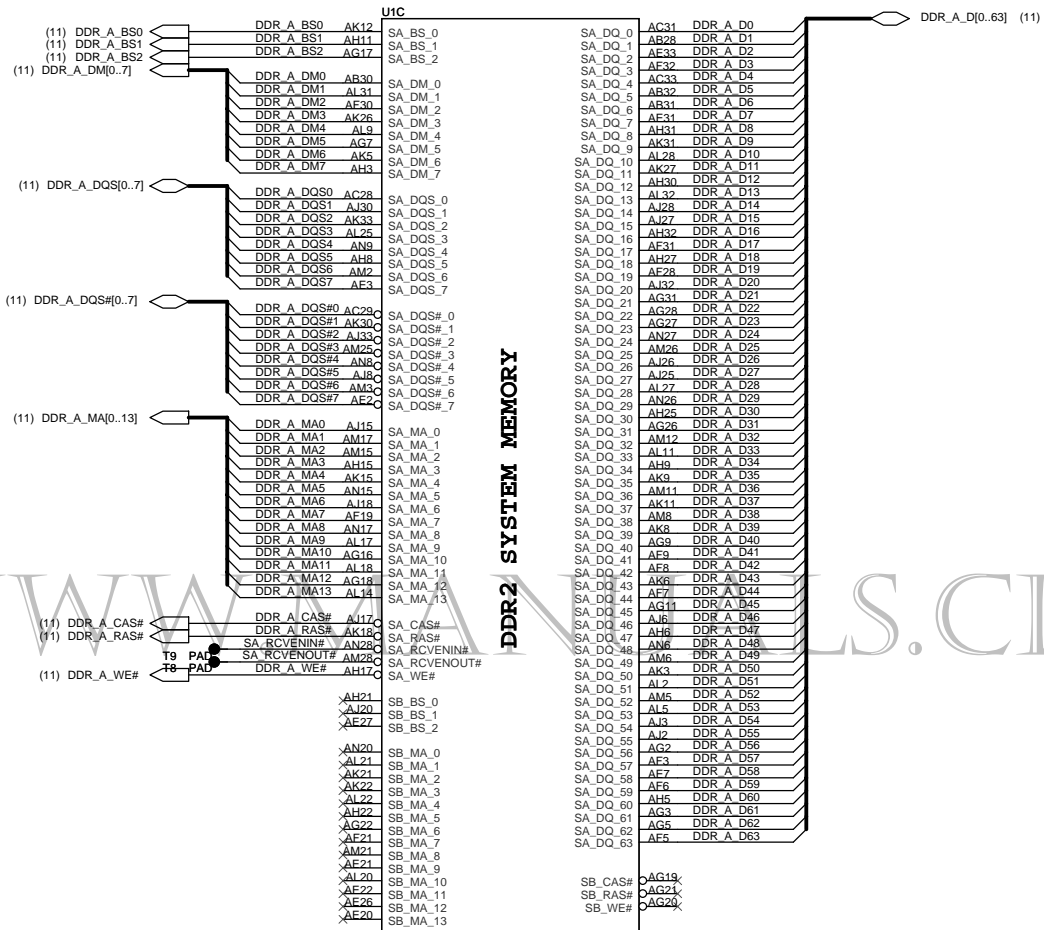 U1C
DDR_A_D[0..63] (11)
(11) DDR_A_BS0
(11) DDR_A_BS1
(11) DDR_A_BS2
(11) DDR_A_DM[0..7]
DDR_A_BS0 AK12 SA_BS_0
DDR_A_BS1 AH11 SA_BS_1
DDR_A_BS2 AG17 SA_BS_2
DDR_A_DM0 AB30 SA_DM_0
DDR_A_DM1 AL31 SA_DM_1
DDR_A_DM2 AF30 SA_DM_2
DDR_A_DM3 AK26 SA_DM_3
DDR_A_DM4 AL9 SA_DM_4
DDR_A_DM5 AG7 SA_DM_5
DDR_A_DM6 AK5 SA_DM_6
DDR_A_DM7 AH3 SA_DM_7
(11) DDR_A_DQS[0..7]
DDR_A_DQS0 AC28 SA_DQS_0
DDR_A_DQS1 AJ30 SA_DQS_1
DDR_A_DQS2 AK33 SA_DQS_2
DDR_A_DQS3 AL25 SA_DQS_3
DDR_A_DQS4 AN9 SA_DQS_4
DDR_A_DQS5 AH8 SA_DQS_5
DDR_A_DQS6 AM2 SA_DQS_6
DDR_A_DQS7 AE3 SA_DQS_7
(11) DDR_A_DQS#[0..7]
DDR_A_DQS#0 AC29 SA_DQS#_0
DDR_A_DQS#1 AK30 SA_DQS#_1
DDR_A_DQS#2 AJ33 SA_DQS#_2
DDR_A_DQS#3 AM25 SA_DQS#_3
DDR_A_DQS#4 AN8 SA_DQS#_4
DDR_A_DQS#5 AJ8 SA_DQS#_5
DDR_A_DQS#6 AM3 SA_DQS#_6
DDR_A_DQS#7 AE2 SA_DQS#_7
(11) DDR_A_MA[0..13]
DDR_A_MA0 AJ15 SA_MA_0
DDR_A_MA1 AM17 SA_MA_1
DDR_A_MA2 AM15 SA_MA_2
DDR_A_MA3 AH15 SA_MA_3
DDR_A_MA4 AK15 SA_MA_4
DDR_A_MA5 AN15 SA_MA_5
DDR_A_MA6 AJ18 SA_MA_6
DDR_A_MA7 AF19 SA_MA_7
DDR_A_MA8 AN17 SA_MA_8
DDR_A_MA9 AL17 SA_MA_9
DDR_A_MA10 AG16 SA_MA_10
DDR_A_MA11 AL18 SA_MA_11
DDR_A_MA12 AG18 SA_MA_12
DDR_A_MA13 AL14 SA_MA_13
(11) DDR_A_CAS#
(11) DDR_A_RAS#
T9 PAD
T8 PAD
(11) DDR_A_WE#
DDR_A_CAS# AJ17 SA_CAS#
DDR_A_RAS# AK18 SA_RAS#
SA_RCVENIN# AN28 SA_RCVENIN#
SA_RCVENOUT# AM28 SA_RCVENOUT#
DDR_A_WE# AH17 SA_WE#
AH21 SB_BS_0
AJ20 SB_BS_1
AE27 SB_BS_2
AN20 SB_MA_0
AL21 SB_MA_1
AK21 SB_MA_2
AK22 SB_MA_3
AL22 SB_MA_4
AH22 SB_MA_5
AG22 SB_MA_6
AF21 SB_MA_7
AM21 SB_MA_8
AE21 SB_MA_9
AL20 SB_MA_10
AE22 SB_MA_11
AE26 SB_MA_12
AE20 SB_MA_13
DDR2 SYSTEM MEMORY
SA_DQ_0 AC31 DDR_A_D0
SA_DQ_1 AB28 DDR_A_D1
SA_DQ_2 AE33 DDR_A_D2
SA_DQ_3 AF32 DDR_A_D3
SA_DQ_4 AC33 DDR_A_D4
SA_DQ_5 AB32 DDR_A_D5
SA_DQ_6 AB31 DDR_A_D6
SA_DQ_7 AE31 DDR_A_D7
SA_DQ_8 AH31 DDR_A_D8
SA_DQ_9 AK31 DDR_A_D9
SA_DQ_10 AL28 DDR_A_D10
SA_DQ_11 AK27 DDR_A_D11
SA_DQ_12 AH30 DDR_A_D12
SA_DQ_13 AL32 DDR_A_D13
SA_DQ_14 AJ28 DDR_A_D14
SA_DQ_15 AJ27 DDR_A_D15
SA_DQ_16 AH32 DDR_A_D16
SA_DQ_17 AF31 DDR_A_D17
SA_DQ_18 AH27 DDR_A_D18
SA_DQ_19 AF28 DDR_A_D19
SA_DQ_20 AJ32 DDR_A_D20
SA_DQ_21 AG31 DDR_A_D21
SA_DQ_22 AG28 DDR_A_D22
SA_DQ_23 AG27 DDR_A_D23
SA_DQ_24 AN27 DDR_A_D24
SA_DQ_25 AM26 DDR_A_D25
SA_DQ_26 AJ26 DDR_A_D26
SA_DQ_27 AJ25 DDR_A_D27
SA_DQ_28 AL27 DDR_A_D28
SA_DQ_29 AN26 DDR_A_D29
SA_DQ_30 AH25 DDR_A_D30
SA_DQ_31 AG26 DDR_A_D31
SA_DQ_32 AM12 DDR_A_D32
SA_DQ_33 AL11 DDR_A_D33
SA_DQ_34 AH9 DDR_A_D34
SA_DQ_35 AK9 DDR_A_D35
SA_DQ_36 AM11 DDR_A_D36
SA_DQ_37 AK11 DDR_A_D37
SA_DQ_38 AM8 DDR_A_D38
SA_DQ_39 AK8 DDR_A_D39
SA_DQ_40 AG9 DDR_A_D40
SA_DQ_41 AF9 DDR_A_D41
SA_DQ_42 AF8 DDR_A_D42
SA_DQ_43 AK6 DDR_A_D43
SA_DQ_44 AF7 DDR_A_D44
SA_DQ_45 AG11 DDR_A_D45
SA_DQ_46 AJ6 DDR_A_D46
SA_DQ_47 AH6 DDR_A_D47
SA_DQ_48 AN6 DDR_A_D48
SA_DQ_49 AM6 DDR_A_D49
SA_DQ_50 AK3 DDR_A_D50
SA_DQ_51 AL2 DDR_A_D51
SA_DQ_52 AM5 DDR_A_D52
SA_DQ_53 AL5 DDR_A_D53
SA_DQ_54 AJ3 DDR_A_D54
SA_DQ_55 AJ2 DDR_A_D55
SA_DQ_56 AG2 DDR_A_D56
SA_DQ_57 AF3 DDR_A_D57
SA_DQ_58 AE7 DDR_A_D58
SA_DQ_59 AF6 DDR_A_D59
SA_DQ_60 AH5 DDR_A_D60
SA_DQ_61 AG3 DDR_A_D61
SA_DQ_62 AG5 DDR_A_D62
SA_DQ_63 AF5 DDR_A_D63
SB_CAS# AG19
SB_RAS# AG21
SB_WE# AG20
WWW.MANUALS.CL